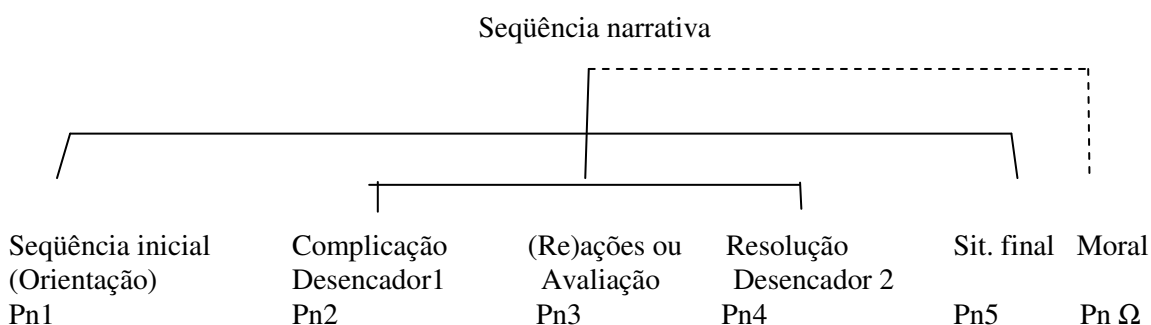 Seqüência narrativa
Seqüência inicial Complicação (Re)ações ou Resolução Sit. final Moral
(Orientação) Desencador1 Avaliação Desencador 2
Pn1 Pn2 Pn3 Pn4 Pn5 Pn Ω